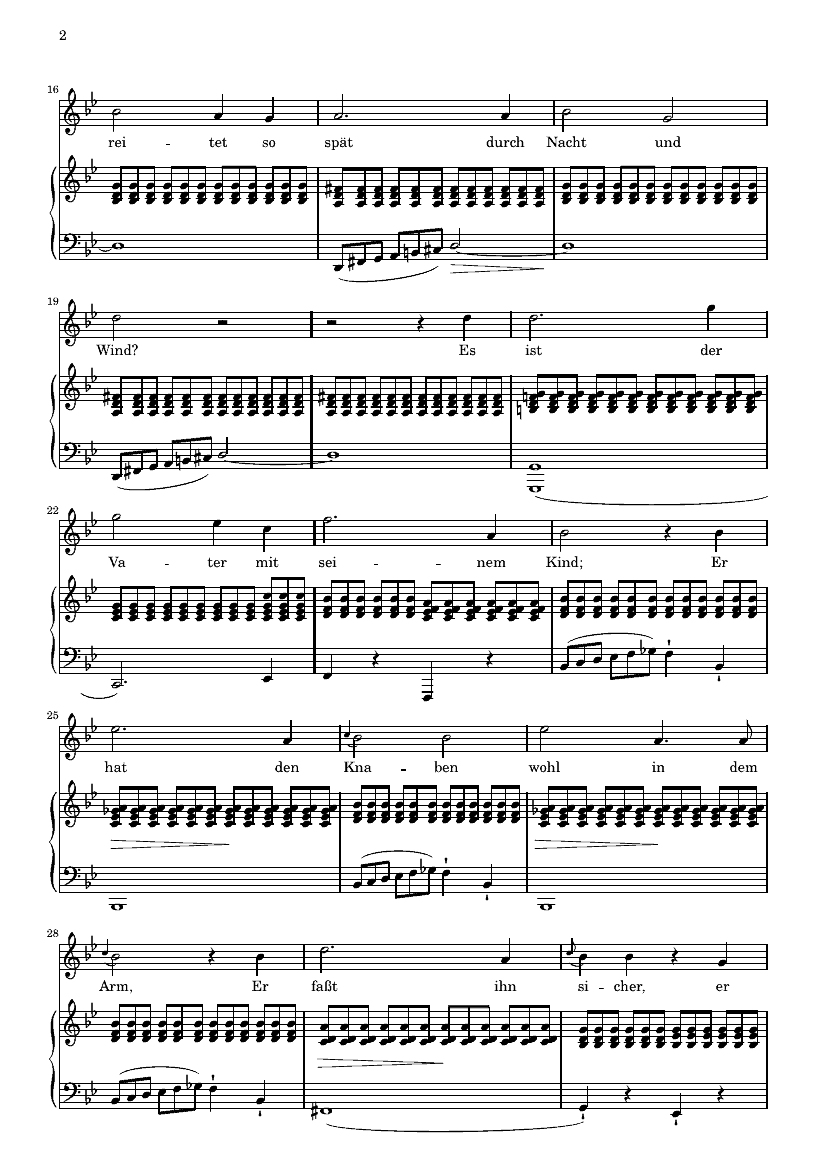 2
16
rei - tet so spät durch Nacht und
19
Wind? Es ist der
22
Va - ter mit sei - nem Kind; Er
25
hat den Kna - ben wohl in dem
28
Arm, Er faßt ihn si - cher, er